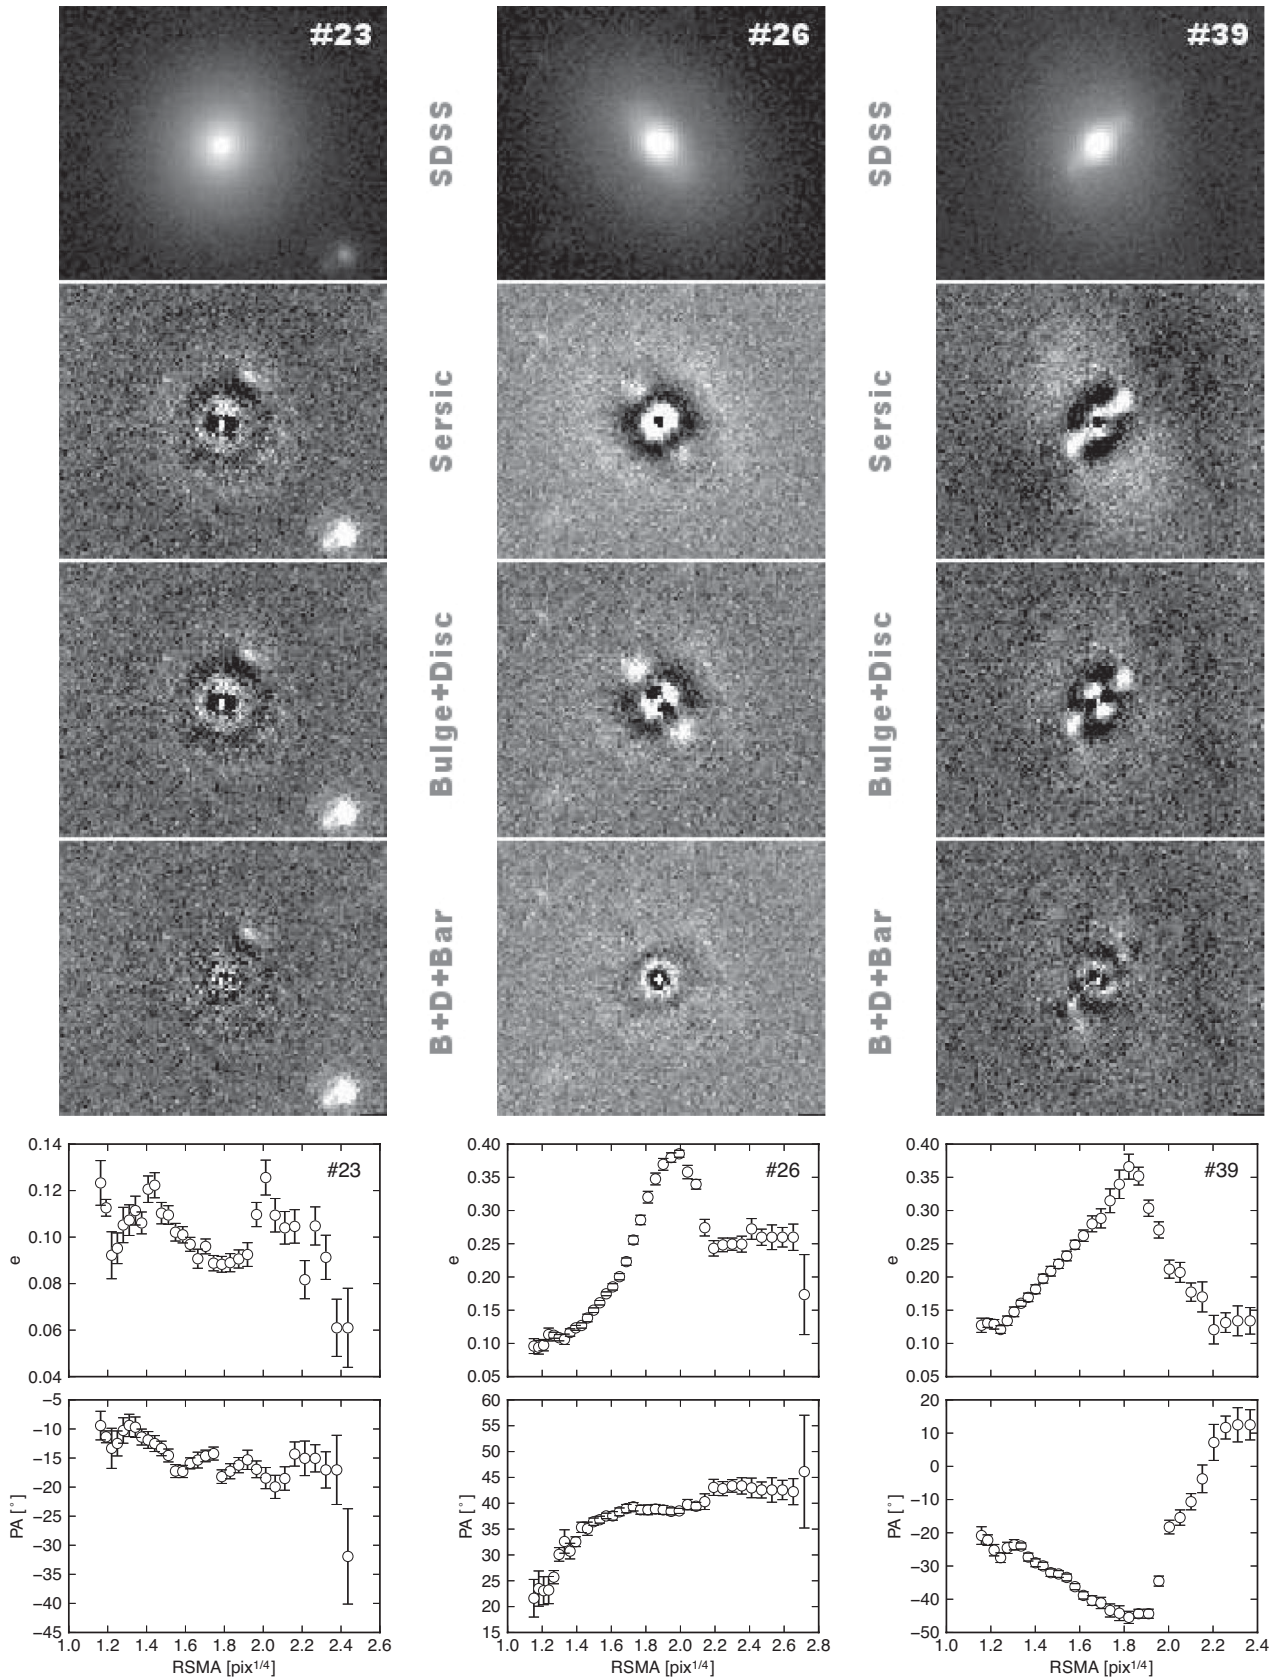 #23
#26
#39
SDSS
SDSS
Sersic
Sersic
Bulge+Disc
Bulge+Disc
B+D+Bar
B+D+Bar
0.14
0.12
0.10
0.08
0.06
0.04
e
#23
0.40
0.35
0.30
0.25
0.20
0.15
0.10
0.05
e
#26
0.40
0.35
0.30
0.25
0.20
0.15
0.10
0.05
e
#39
−5
−10
−15
−20
−25
−30
−35
−40
−45
PA [°]
1.0 1.2 1.4 1.6 1.8 2.0 2.2 2.4 2.6
RSMA [pix1/4]
60
55
50
45
40
35
30
25
20
15
PA [°]
1.0 1.2 1.4 1.6 1.8 2.0 2.2 2.4 2.6 2.8
RSMA [pix1/4]
20
10
0
−10
−20
−30
−40
−50
PA [°]
1.0 1.2 1.4 1.6 1.8 2.0 2.2 2.4
RSMA [pix1/4]